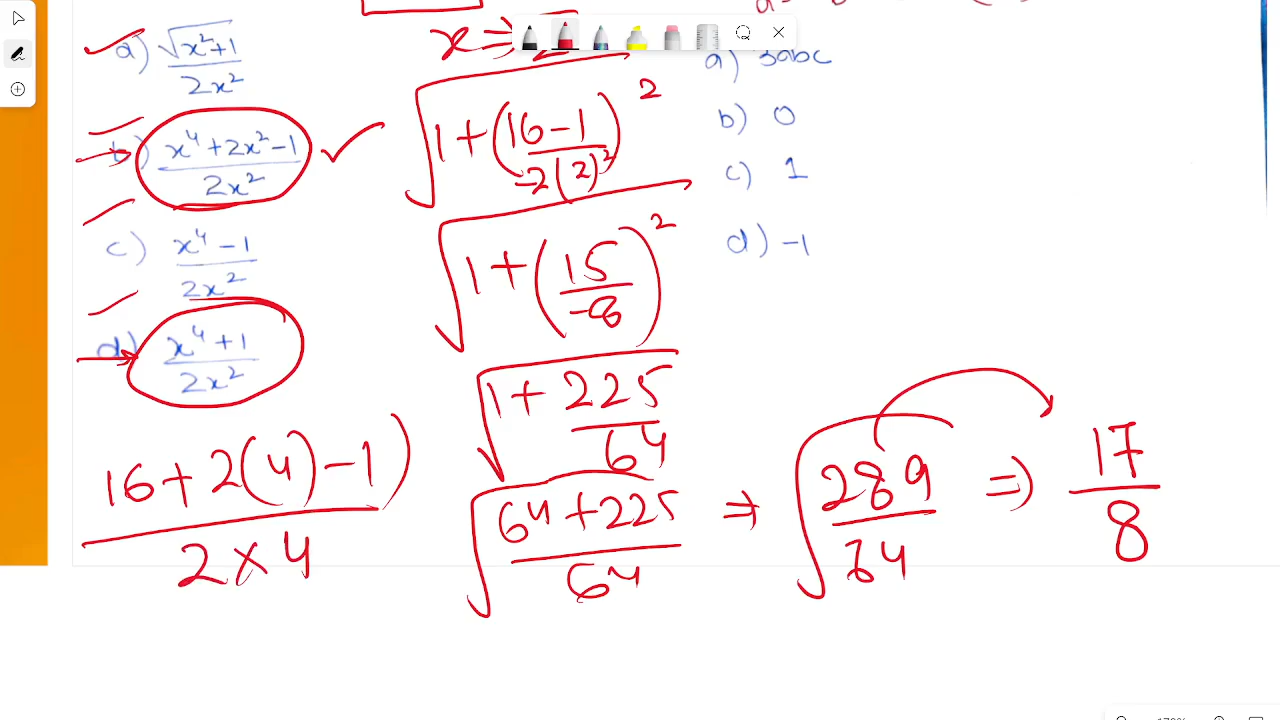 a) √(x²+1) / 2x²
b) (x⁴+2x²-1) / 2x²
c) (x⁴-1) / 2x²
d) (x⁴+1) / 2x²
(16+2(4)-1) / 2×4
x ⇒ 2
√(1+((16-1)/(-2(2)²))²)
√(1+(15/-8)²)
√(1+225/64)
√((64+225)/64) ⇒ √(289/64) ⇒ 17/8
a) 3abc
b) 0
c) 1
d) -1